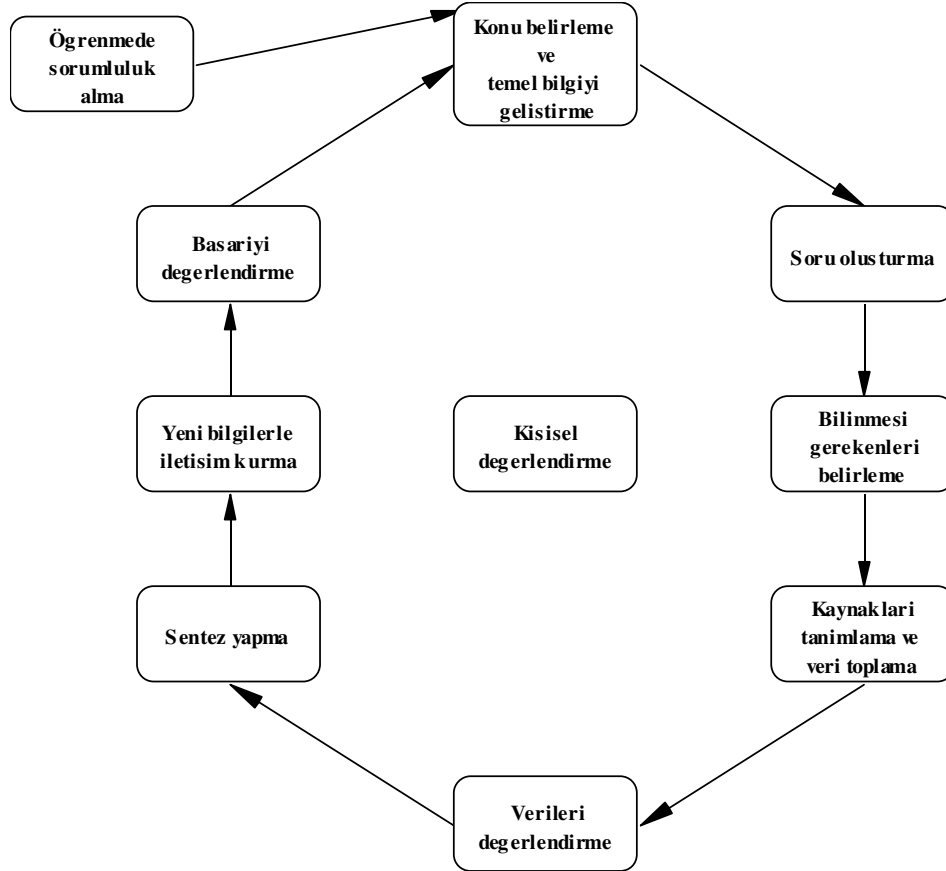 Ögrenmede
sorumluluk
alma
Konu belirleme
ve
temel bilgiyi
gelistirme
Basariyi
degerlendirme
Soru olusturma
Yeni bilgilerle
iletisim kurma
Kisisel
degerlendirme
Bilinmesi
gerekenleri
belirleme
Sentez yapma
Kaynaklari
tanimlama ve
veri toplama
Verileri
degerlendirme